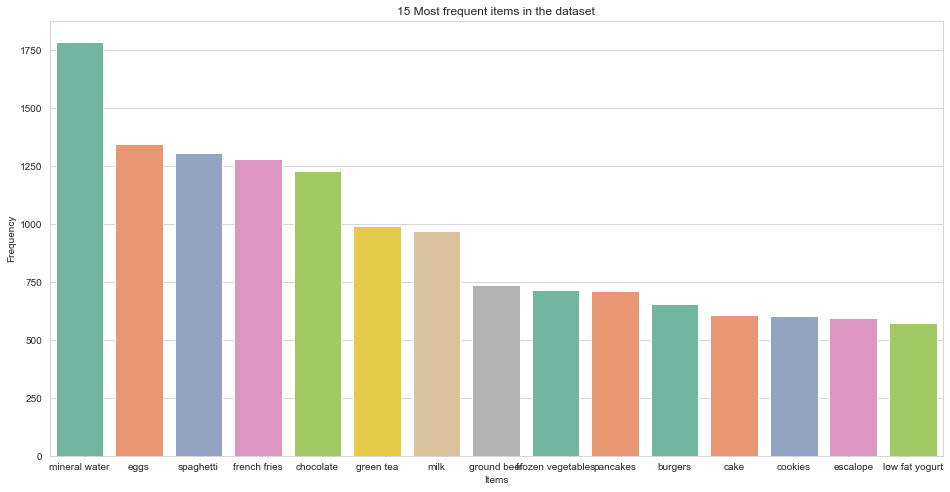 15 Most frequent items in the dataset
Frequency
1750
1500
1250
1000
750
500
250
0
mineral water eggs spaghetti french fries chocolate green tea milk ground beef frozen vegetables pancakes burgers cake cookies escalope low fat yogurt
Items